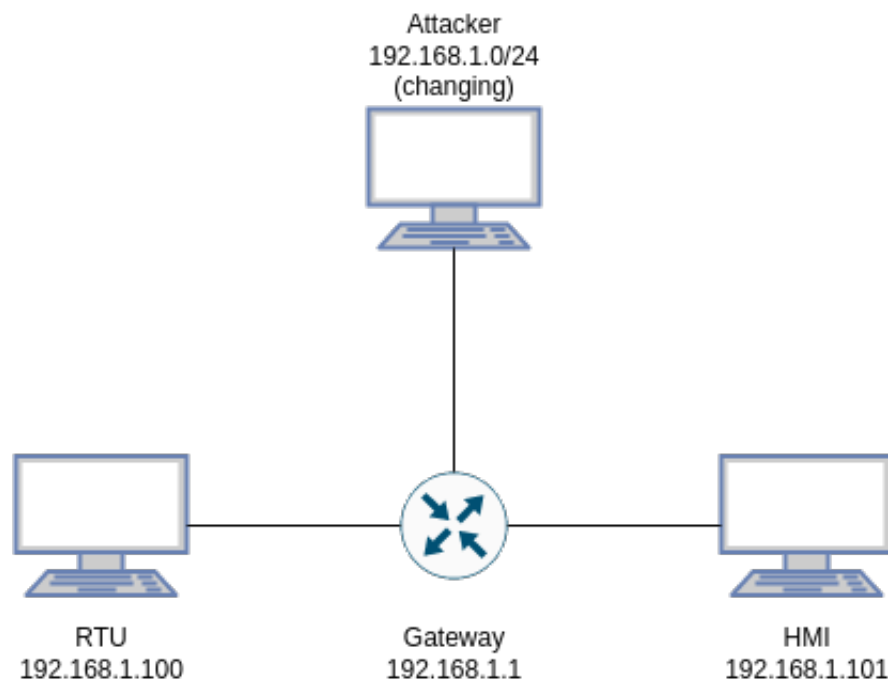 Attacker
192.168.1.0/24
(changing)
RTU
192.168.1.100
Gateway
192.168.1.1
HMI
192.168.1.101